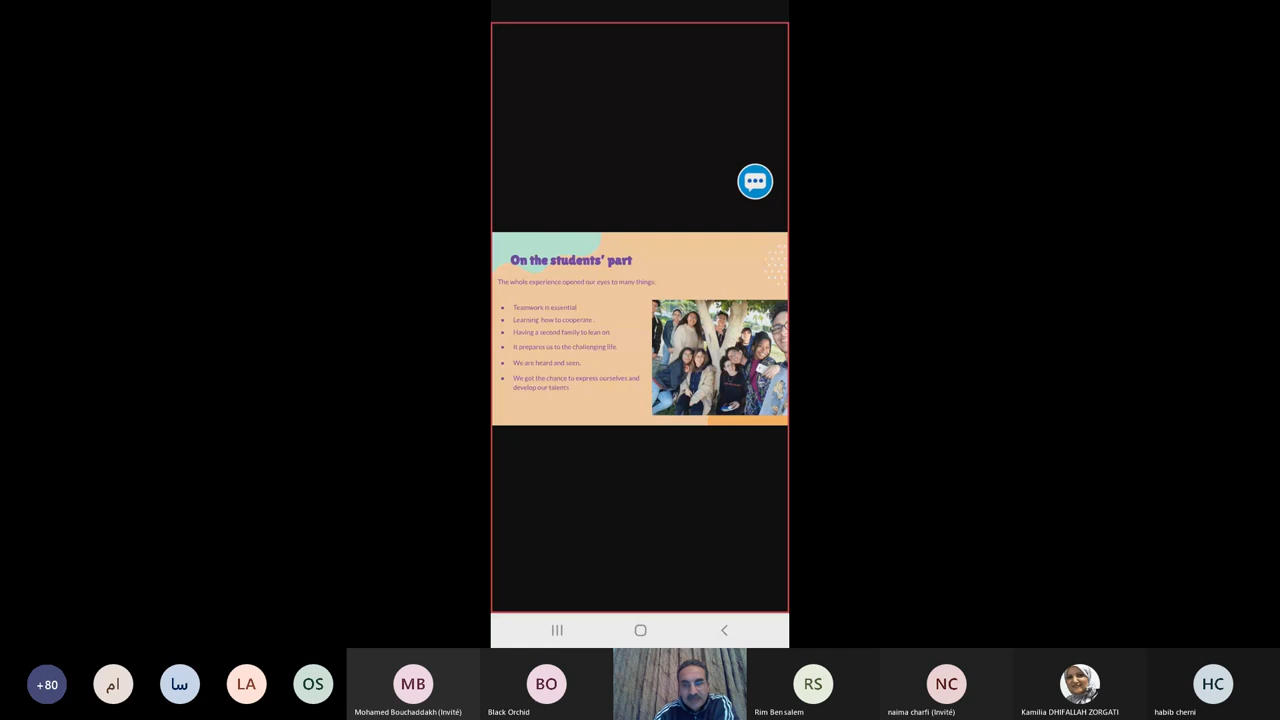 On the students' part
The whole experience opened our eyes to many things:
Teamwork is essential
Learning how to cooperate .
Having a second family to lean on.
It prepares us to the challenging life.
We are heard and seen.
We got the chance to express ourselves and
develop our talents
+80
ام
سا
LA
OS
MB
BO
RS
NC
HC
Mohamed Bouchaddakh (Invité)
Black Orchid
Rim Ben salem
naima charfi (Invité)
Kamilia DHIFALLAH ZORGATI
habib cherni